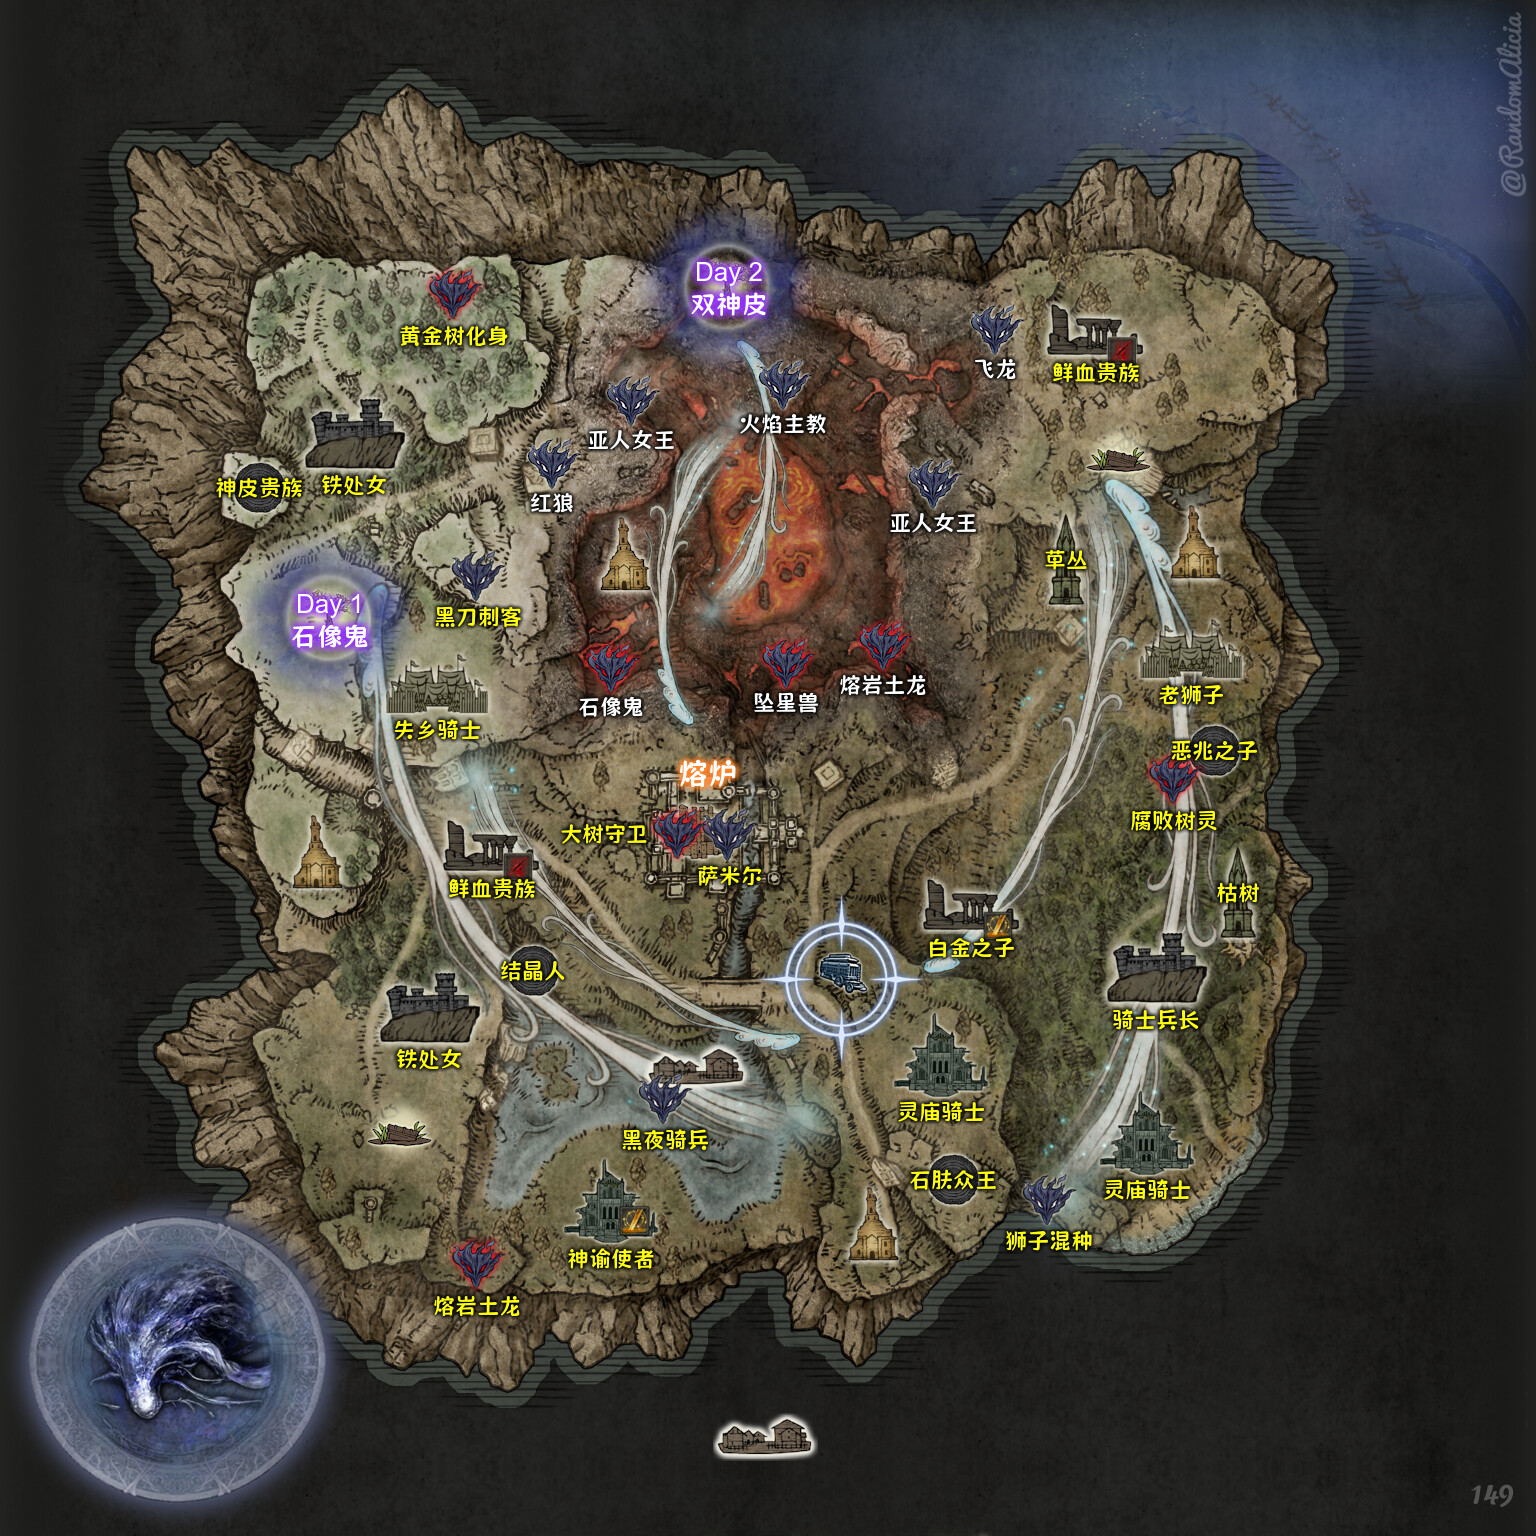 @RandomAlicia
Day 2
双神皮
黄金树化身
飞龙
鲜血贵族
亚人女王
火焰主教
神皮贵族
铁处女
红狼
亚人女王
草丛
Day 1
石像鬼
黑刀刺客
失乡骑士
石像鬼
坠星兽
熔岩土龙
老狮子
恶兆之子
熔炉
大树守卫
萨米尔
腐败树灵
鲜血贵族
枯树
结晶人
白金之子
骑士兵长
铁处女
黑夜骑兵
灵庙骑士
石肤众王
灵庙骑士
狮子混种
神谕使者
熔岩土龙
149